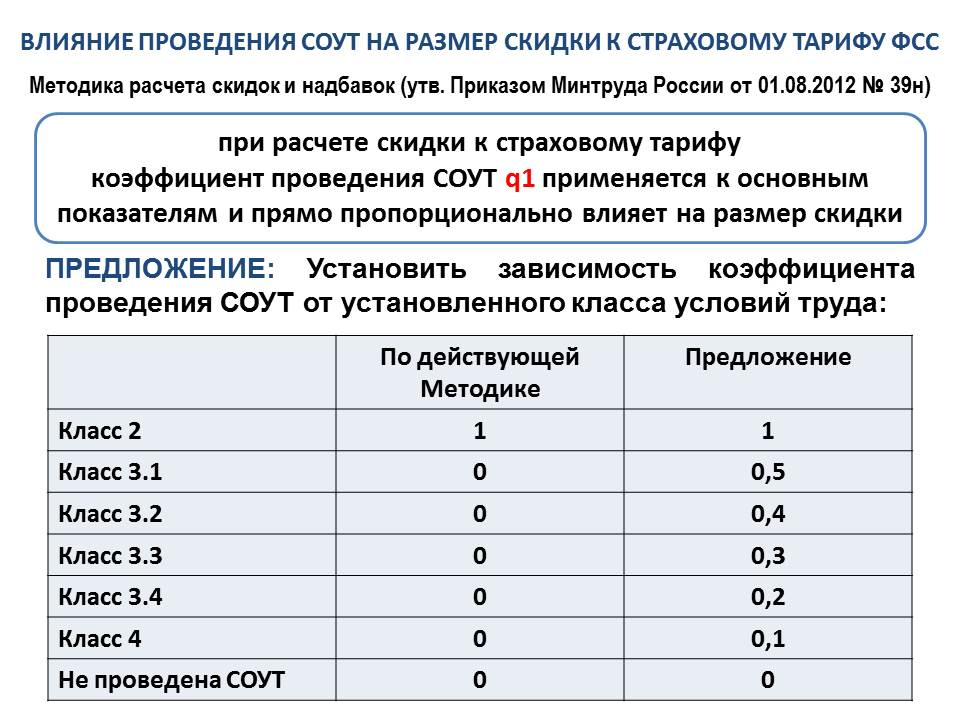 ВЛИЯНИЕ ПРОВЕДЕНИЯ СОУТ НА РАЗМЕР СКИДКИ К СТРАХОВОМУ ТАРИФУ ФСС
Методика расчета скидок и надбавок (утв. Приказом Минтруда России от 01.08.2012 № 39н)
при расчете скидки к страховому тарифу
коэффициент проведения СОУТ q1 применяется к основным
показателям и прямо пропорционально влияет на размер скидки
ПРЕДЛОЖЕНИЕ: Установить зависимость коэффициента
проведения СОУТ от установленного класса условий труда:
По действующей Методике Предложение
Класс 2 1 1
Класс 3.1 0 0,5
Класс 3.2 0 0,4
Класс 3.3 0 0,3
Класс 3.4 0 0,2
Класс 4 0 0,1
Не проведена СОУТ 0 0